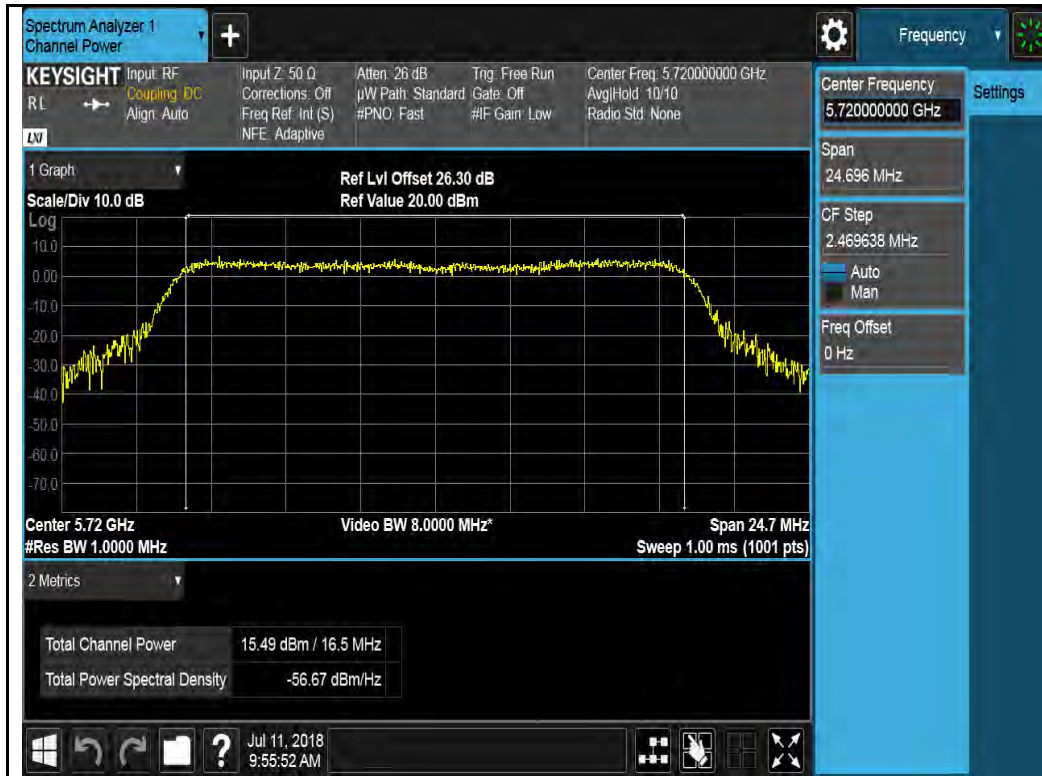 Spectrum Analyzer 1
Channel Power
Frequency
KEYSIGHT
R L
LXI
Input: RF
Coupling: DC
Align: Auto
Input Z: 50 Ω
Corrections: Off
Freq Ref: Int (S)
NFE: Adaptive
Atten: 26 dB
µW Path: Standard
#PNO: Fast
Trig: Free Run
Gate: Off
#IF Gain: Low
Center Freq: 5.720000000 GHz
Avg|Hold: 10/10
Radio Std: None
Center Frequency
5.720000000 GHz
Settings
Span
24.696 MHz
CF Step
2.469638 MHz
Auto
Man
Freq Offset
0 Hz
1 Graph
Scale/Div 10.0 dB
Ref Lvl Offset 26.30 dB
Ref Value 20.00 dBm
Log
10.0
0.00
-10.0
-20.0
-30.0
-40.0
-50.0
-60.0
-70.0
Center 5.72 GHz
#Res BW 1.0000 MHz
Video BW 8.0000 MHz*
Span 24.7 MHz
Sweep 1.00 ms (1001 pts)
2 Metrics
Total Channel Power 15.49 dBm / 16.5 MHz
Total Power Spectral Density -56.67 dBm/Hz
?
Jul 11, 2018
9:55:52 AM